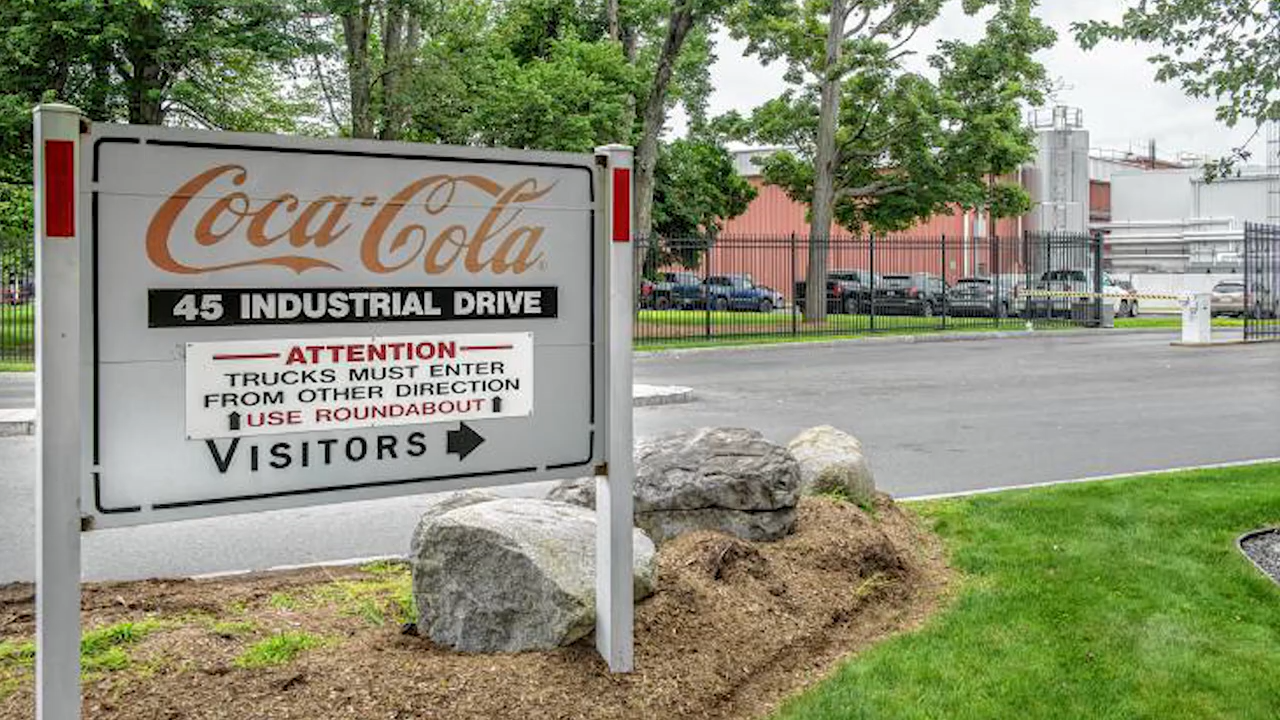 Coca-Cola
45 INDUSTRIAL DRIVE
ATTENTION
TRUCKS MUST ENTER
FROM OTHER DIRECTION
USE ROUNDABOUT
VISITORS